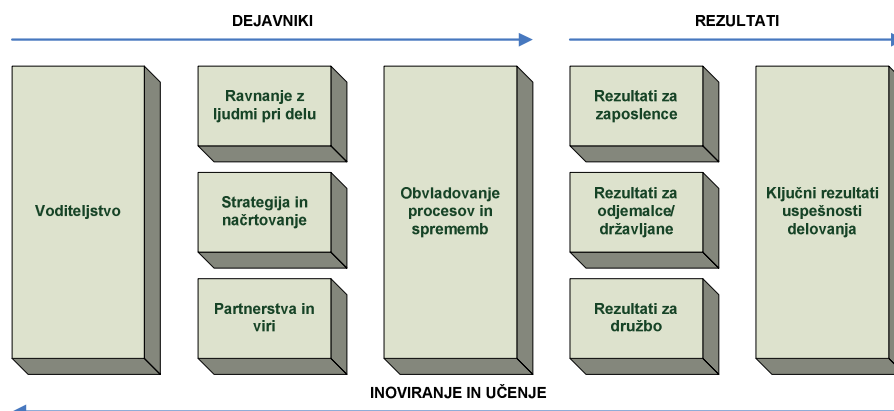 DEJAVNIKI
REZULTATI
Voditeljstvo
Ravnanje z
ljudmi pri delu
Strategija in
načrtovanje
Partnerstva in
viri
Obvladovanje
procesov in
sprememb
Rezultati za
zaposlence
Rezultati za
odjemalce/
državljane
Rezultati za
družbo
Ključni rezultati
uspešnosti
delovanja
INOVIRANJE IN UČENJE